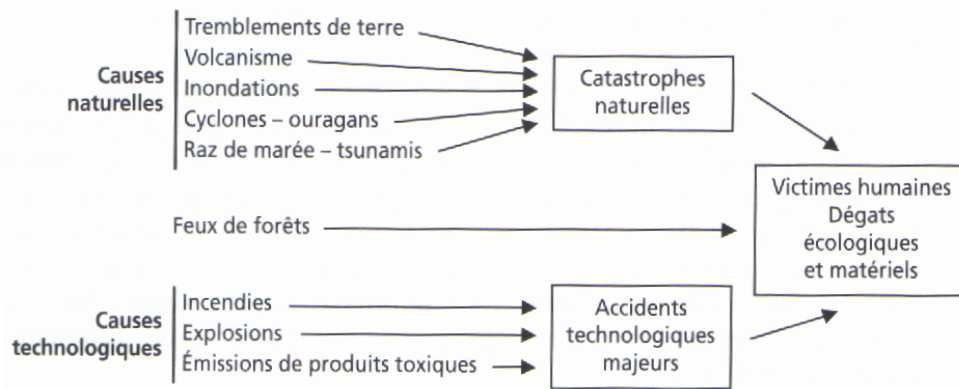 Causes
naturelles
Tremblements de terre
Volcanisme
Inondations
Cyclones – ouragans
Raz de marée – tsunamis
Catastrophes
naturelles
Feux de forêts
Victimes humaines
Dégats
écologiques
et matériels
Causes
technologiques
Incendies
Explosions
Émissions de produits toxiques
Accidents
technologiques
majeurs